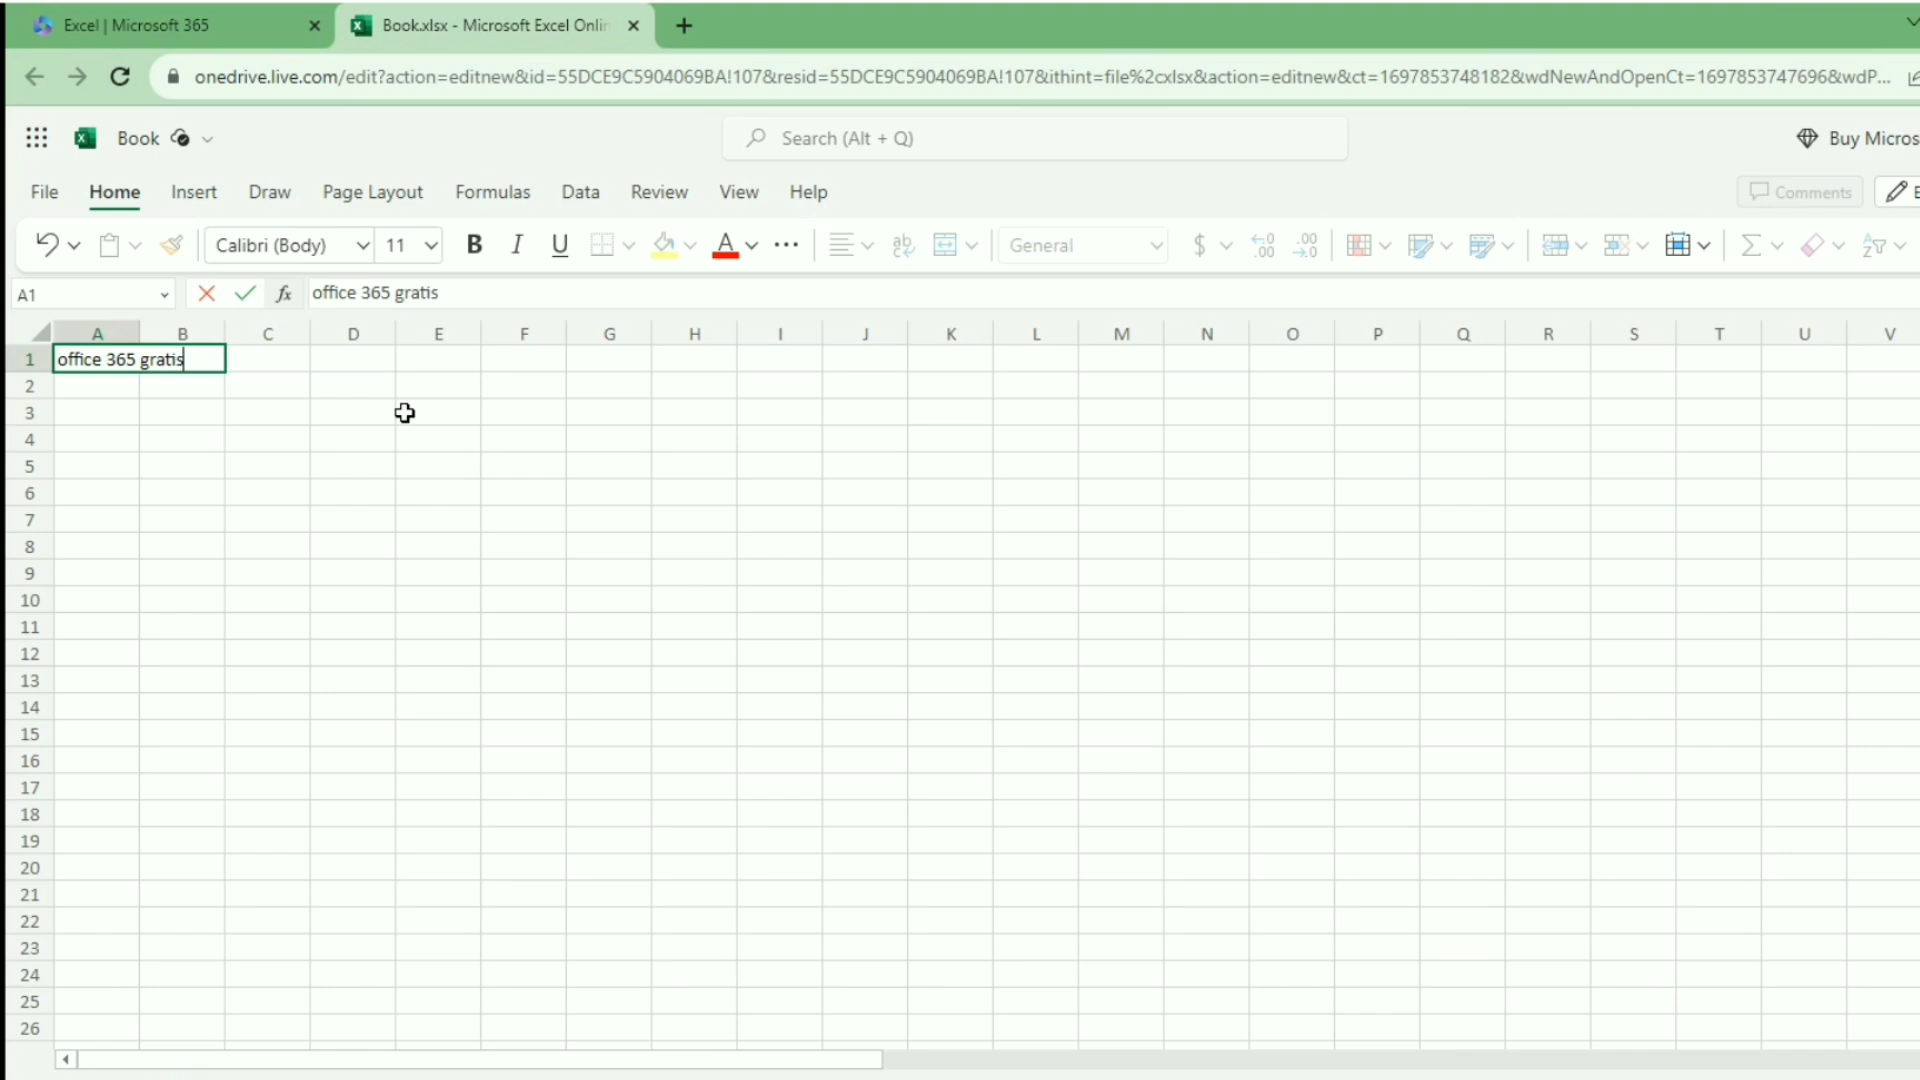 Excel | Microsoft 365
Book.xlsx - Microsoft Excel Onlin
onedrive.live.com/edit?action=editnew&id=55DCE9C5904069BA!107&resid=55DCE9C5904069BA!107&ithint=file%2cxlsx&action=editnew&ct=1697853748182&wdNewAndOpenCt=1697853747696&wdP...
Book
Search (Alt + Q)
Buy Micros
File Home Insert Draw Page Layout Formulas Data Review View Help
Comments E
Calibri (Body) 11 B I U A General $ .00 .00
A1 fx office 365 gratis
A B C D E F G H I J K L M N O P Q R S T U V
1 office 365 gratis
2
3
4
5
6
7
8
9
10
11
12
13
14
15
16
17
18
19
20
21
22
23
24
25
26